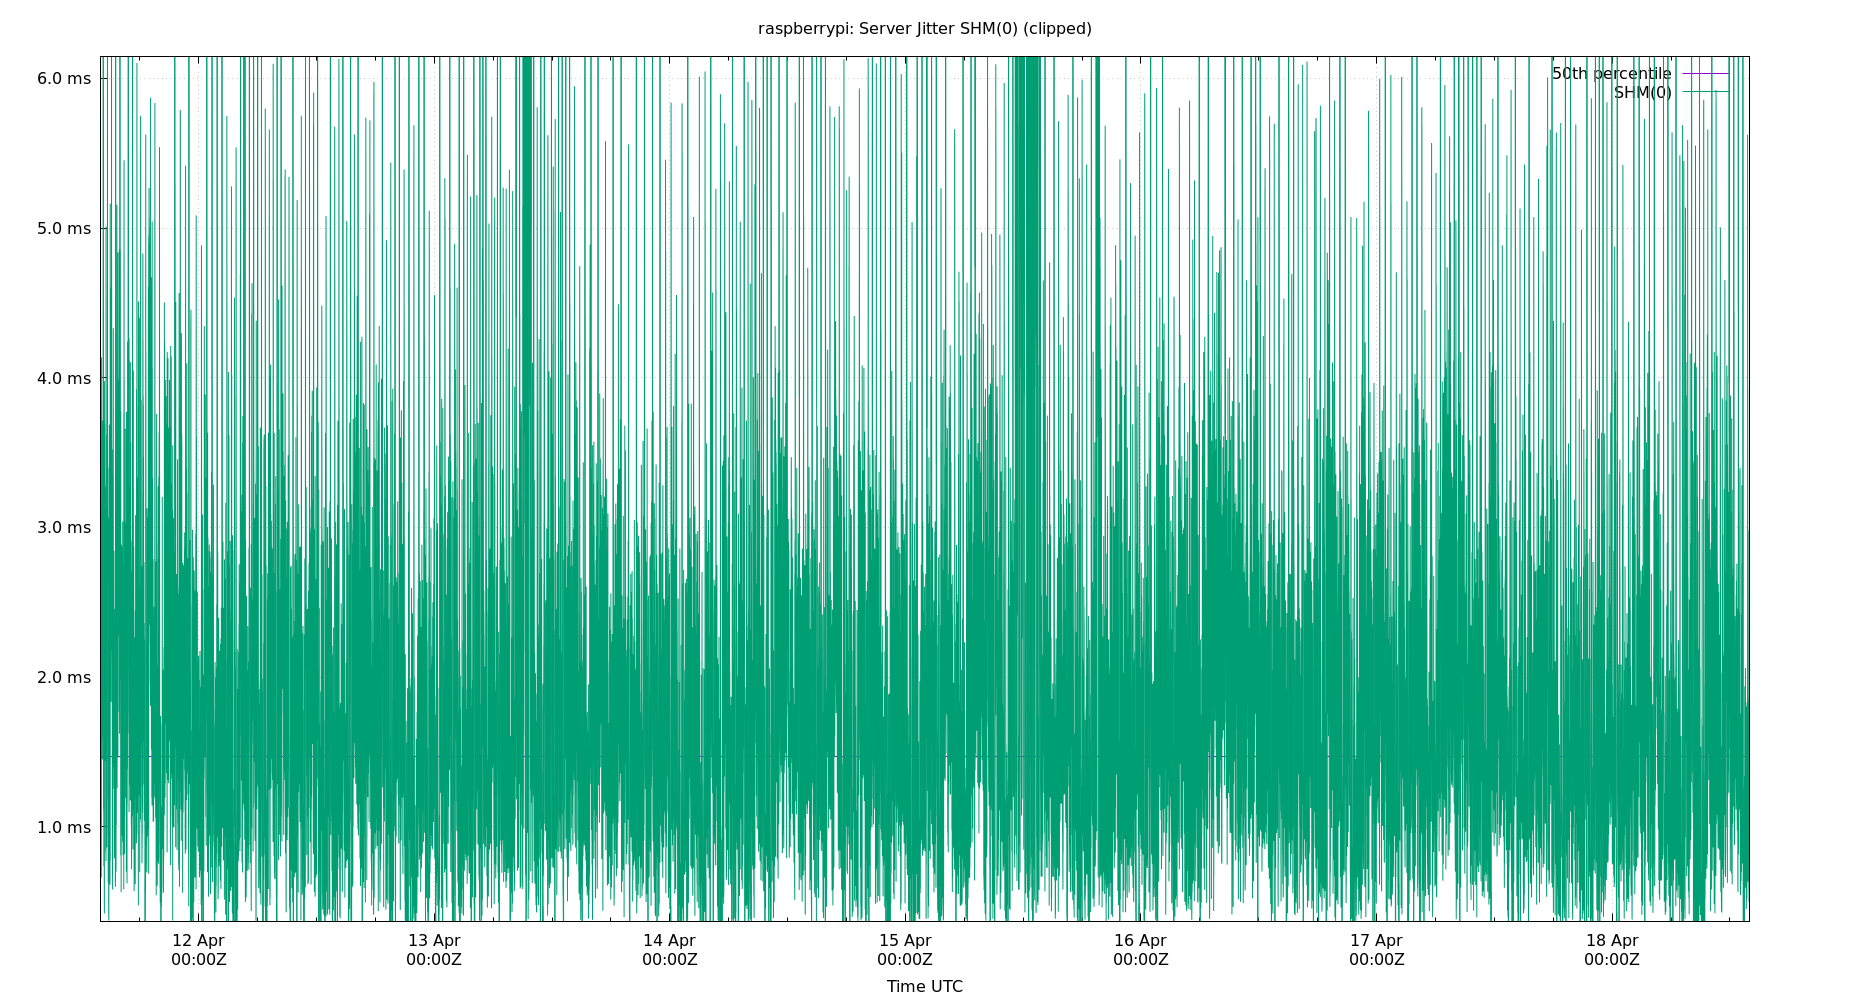 raspberrypi: Server Jitter SHM(0) (clipped)
6.0 ms
5.0 ms
4.0 ms
3.0 ms
2.0 ms
1.0 ms
50th percentile
SHM(0)
12 Apr
00:00Z
13 Apr
00:00Z
14 Apr
00:00Z
15 Apr
00:00Z
16 Apr
00:00Z
17 Apr
00:00Z
18 Apr
00:00Z
Time UTC